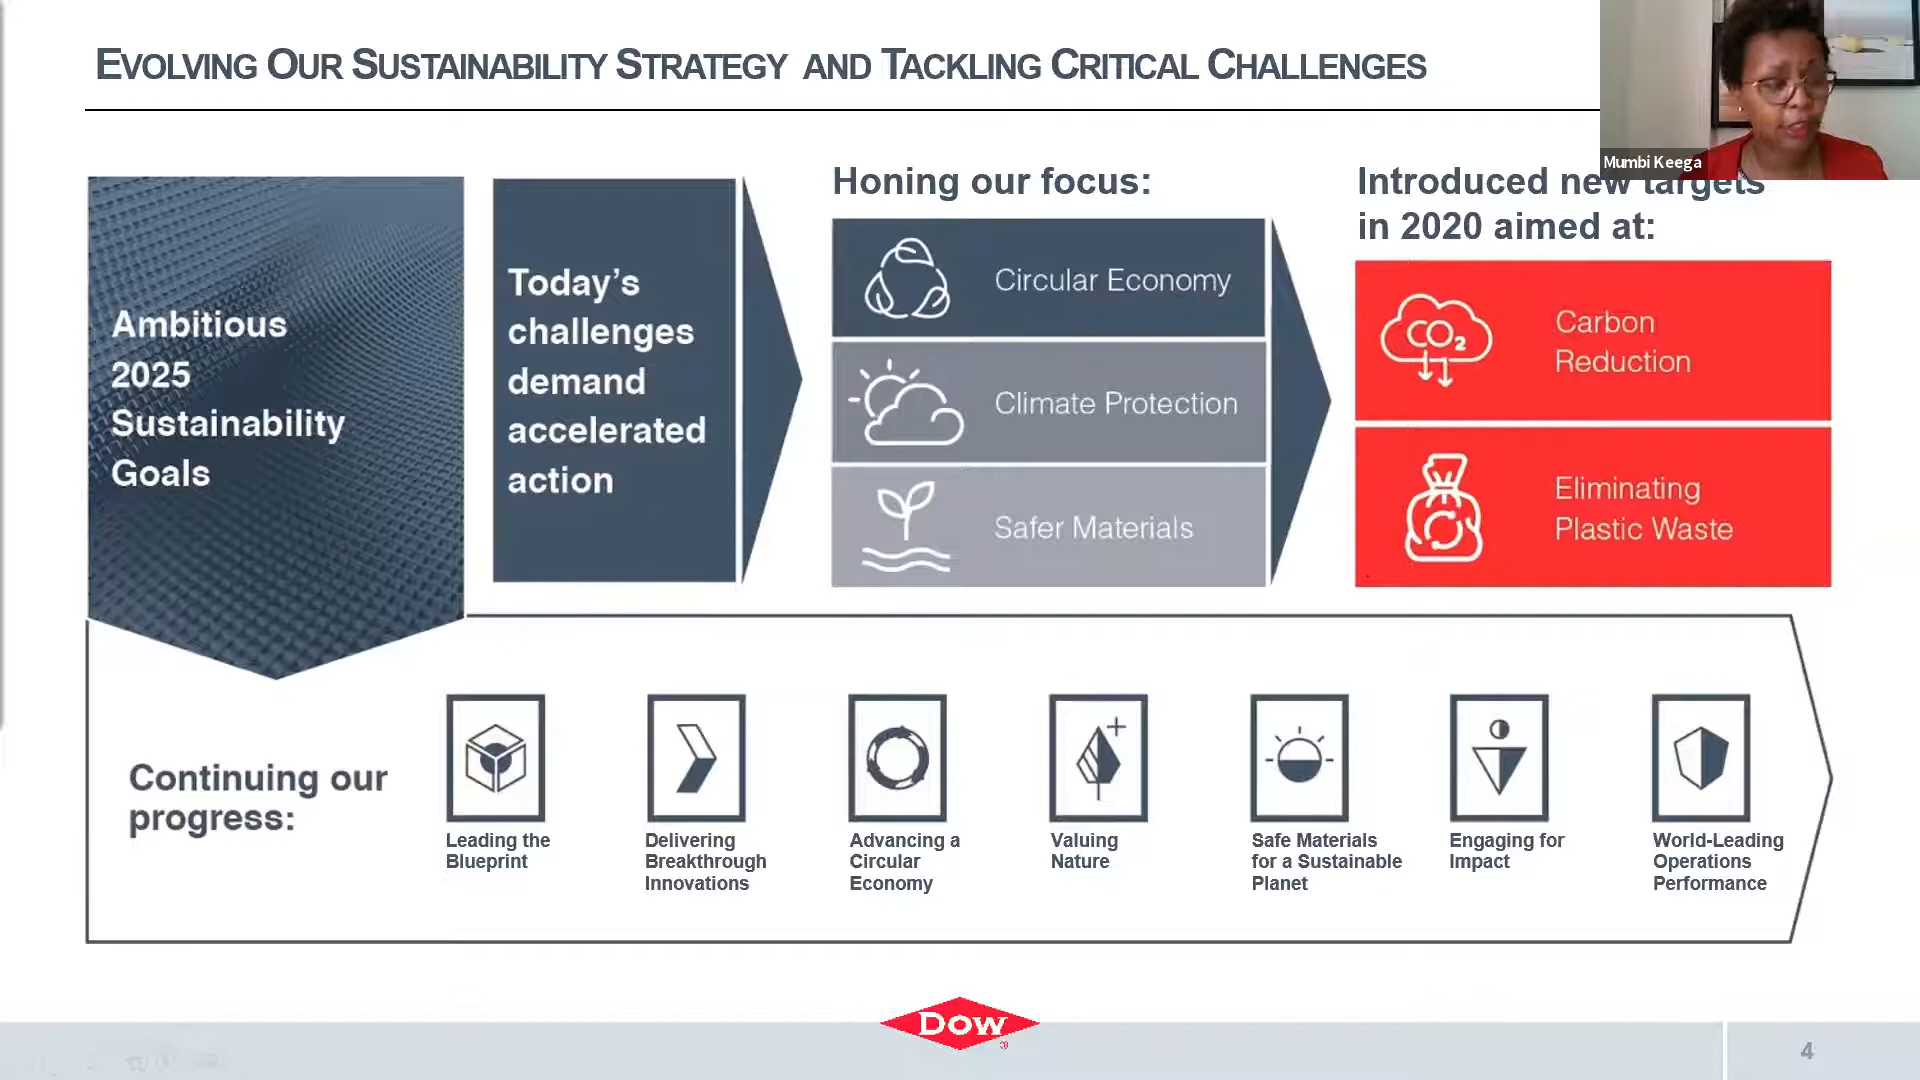 EVOLVING OUR SUSTAINABILITY STRATEGY AND TACKLING CRITICAL CHALLENGES
Mumbi Keega
Ambitious
2025
Sustainability
Goals
Today's
challenges
demand
accelerated
action
Honing our focus:
Circular Economy
Climate Protection
Safer Materials
Introduced new targets
in 2020 aimed at:
CO₂
Carbon
Reduction
Eliminating
Plastic Waste
Continuing our
progress:
Leading the
Blueprint
Delivering
Breakthrough
Innovations
Advancing a
Circular
Economy
Valuing
Nature
Safe Materials
for a Sustainable
Planet
Engaging for
Impact
World-Leading
Operations
Performance
DOW
®
4